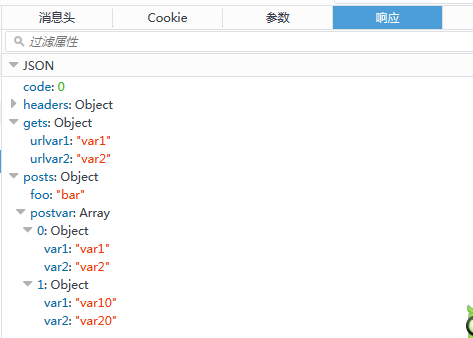 消息头 Cookie 参数 响应
过滤属性
JSON
code: 0
headers: Object
gets: Object
urlvar1: "var1"
urlvar2: "var2"
posts: Object
foo: "bar"
postvar: Array
0: Object
var1: "var1"
var2: "var2"
1: Object
var1: "var10"
var2: "var20"